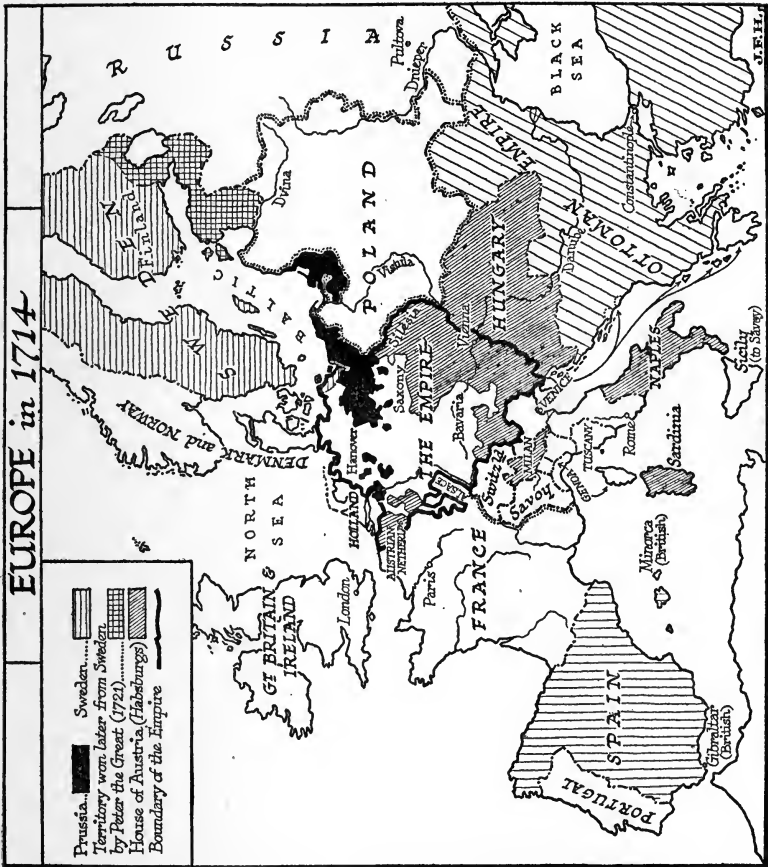 EUROPE in 1714
Prussia... Sweden......
Territory won later from Sweden
by Peter the Great (1721).........
House of Austria (Habsburgs)
Boundary of the Empire
RUSSIA
Pultova
Dnieper
BLACK
SEA
SWEDEN
Finland
Dvina
BALTIC
POLAND
Vistula
OTTOMAN EMPIRE
Constantinople
HUNGARY
Danube
Vienna
Silesia
Saxony
THE EMPIRE
Bavaria
Hanover
DENMARK and NORWAY
NORTH
SEA
HOLLAND
AUSTRIAN
NETHERLDS
ALSACE
Switzld
Savoy
MILAN
VENICE
GENOA
TUSCANY
Rome
NAPLES
Sicily
(to Savoy)
Sardinia
Minorca
(British)
GT BRITAIN &
IRELAND
London
Paris
FRANCE
SPAIN
PORTUGAL
Gibraltar
(British)
J.F.H.